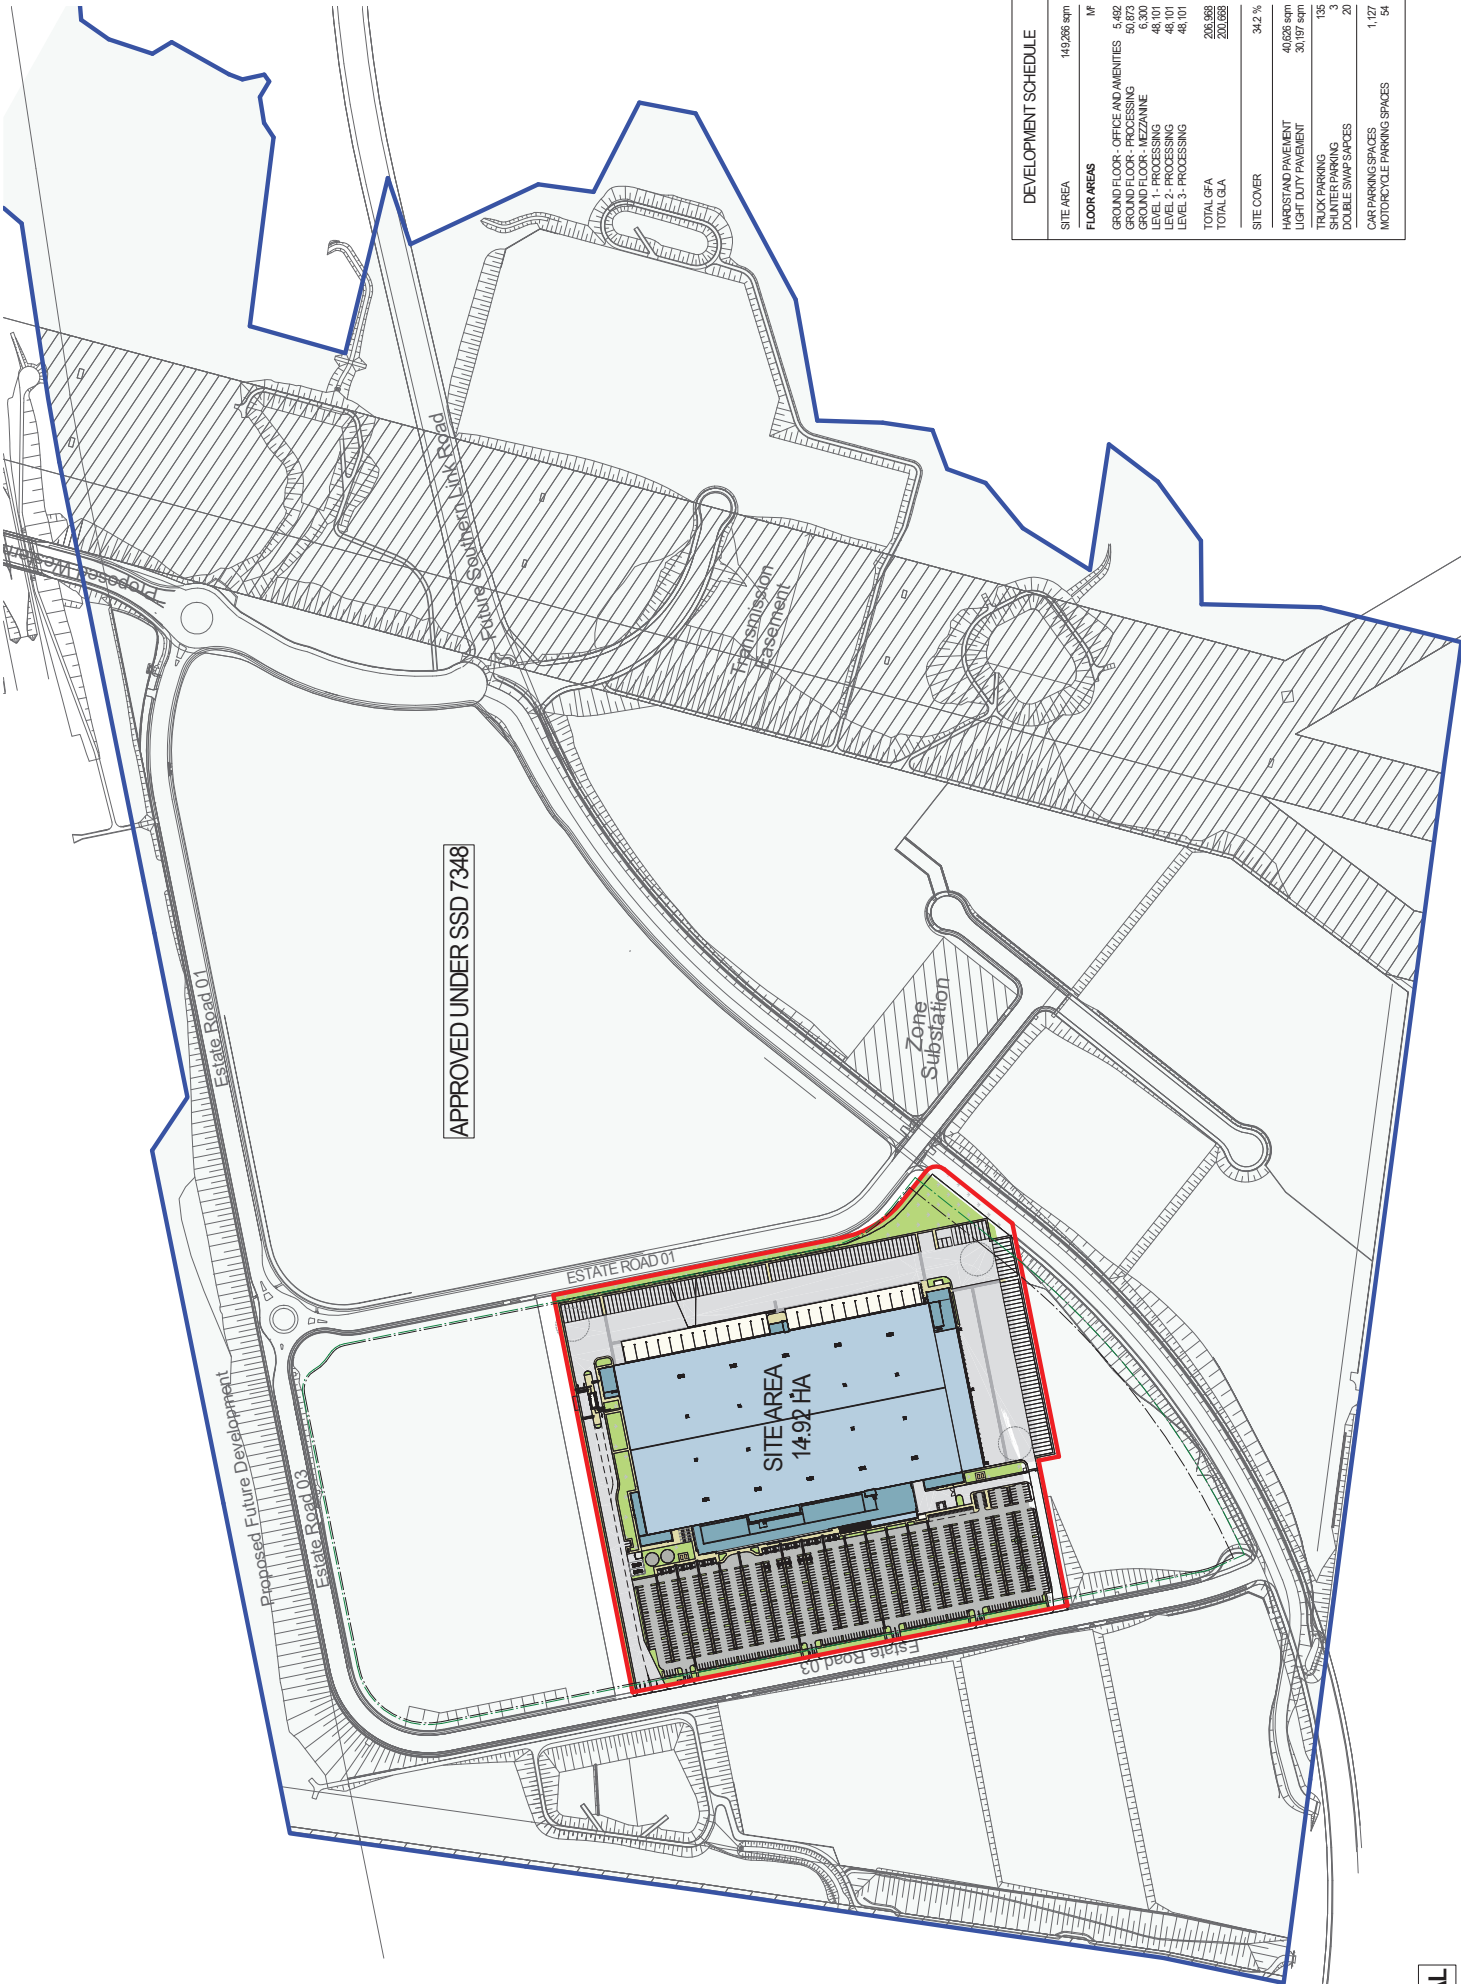 DEVELOPMENT SCHEDULE
SITE AREA 149,266 sqm
FLOOR AREAS M²
GROUND FLOOR - OFFICE AND AMENITIES 5,492
GROUND FLOOR - PROCESSING 50,873
GROUND FLOOR - MEZZANINE 6,300
LEVEL 1 - PROCESSING 48,101
LEVEL 2 - PROCESSING 48,101
LEVEL 3 - PROCESSING 48,101
TOTAL GFA 206,968
TOTAL GLA 200,668
SITE COVER 34.2 %
HARDSTAND PAVEMENT 40,626 sqm
LIGHT DUTY PAVEMENT 30,197 sqm
TRUCK PARKING 135
SHUNTER PARKING 3
DOUBLE SWAP SAPCES 20
CAR PARKING SPACES 1,127
MOTORCYCLE PARKING SPACES 54
Proposed Wes
Future Southern Link Road
Transmission
Easement
APPROVED UNDER SSD 7348
Estate Road 01
Zone
Substation
ESTATE ROAD 01
SITE AREA
14.92 HA
Proposed Future Development
Estate Road 03
Estate Road 03
AL